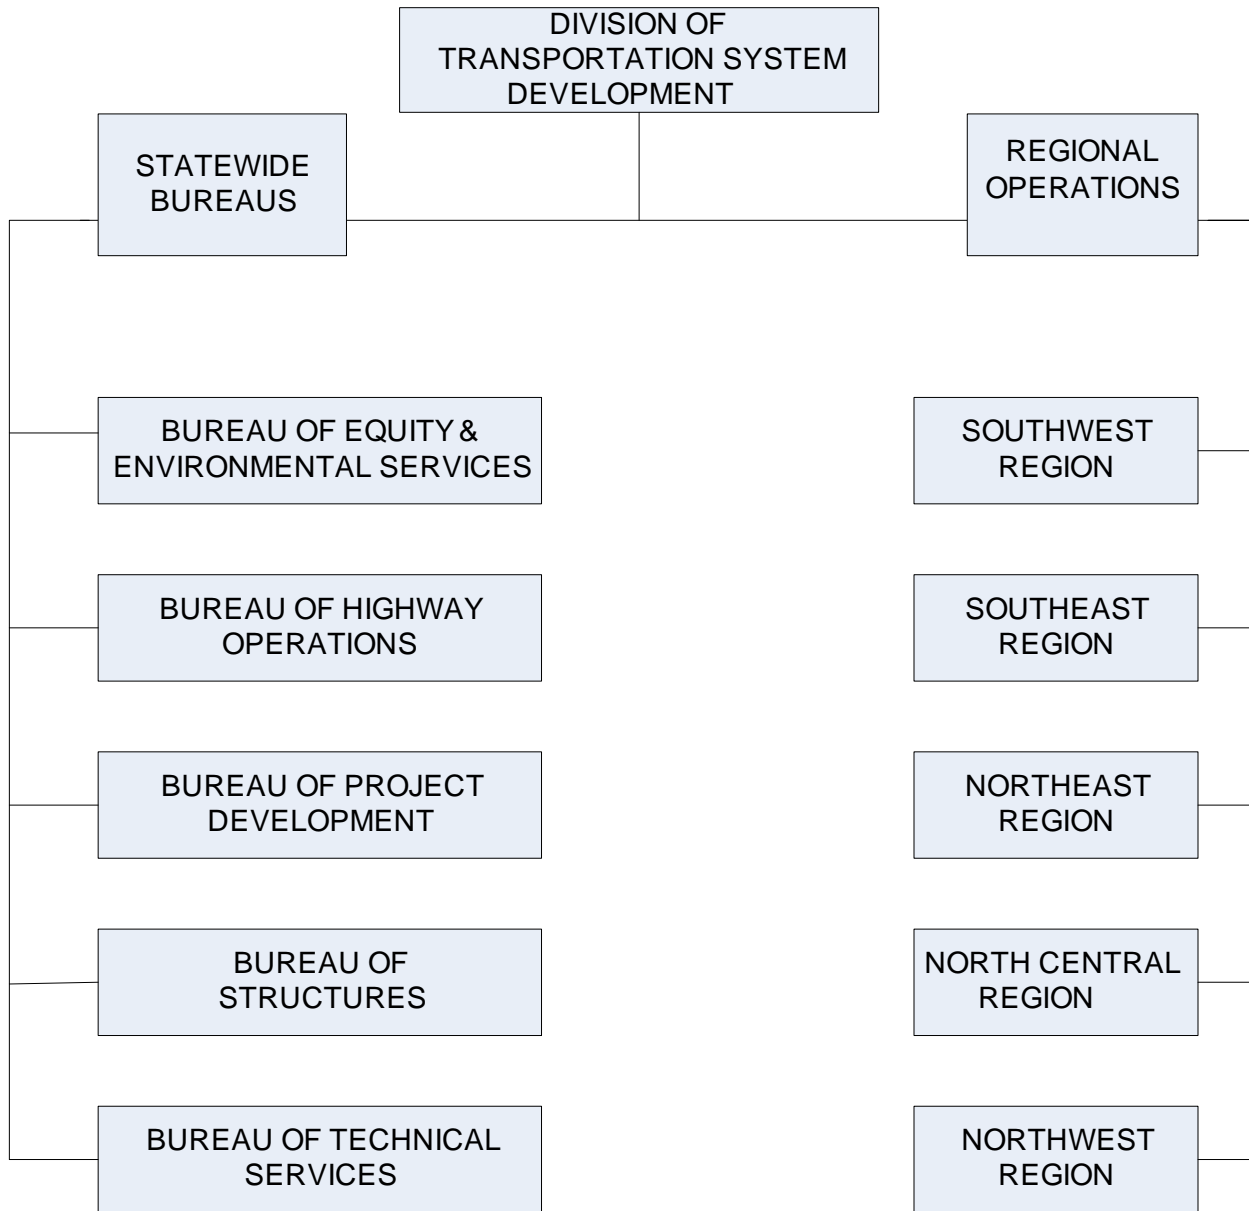 DIVISION OF
TRANSPORTATION SYSTEM
DEVELOPMENT
STATEWIDE
BUREAUS
REGIONAL
OPERATIONS
BUREAU OF EQUITY &
ENVIRONMENTAL SERVICES
SOUTHWEST
REGION
BUREAU OF HIGHWAY
OPERATIONS
SOUTHEAST
REGION
BUREAU OF PROJECT
DEVELOPMENT
NORTHEAST
REGION
BUREAU OF
STRUCTURES
NORTH CENTRAL
REGION
BUREAU OF TECHNICAL
SERVICES
NORTHWEST
REGION